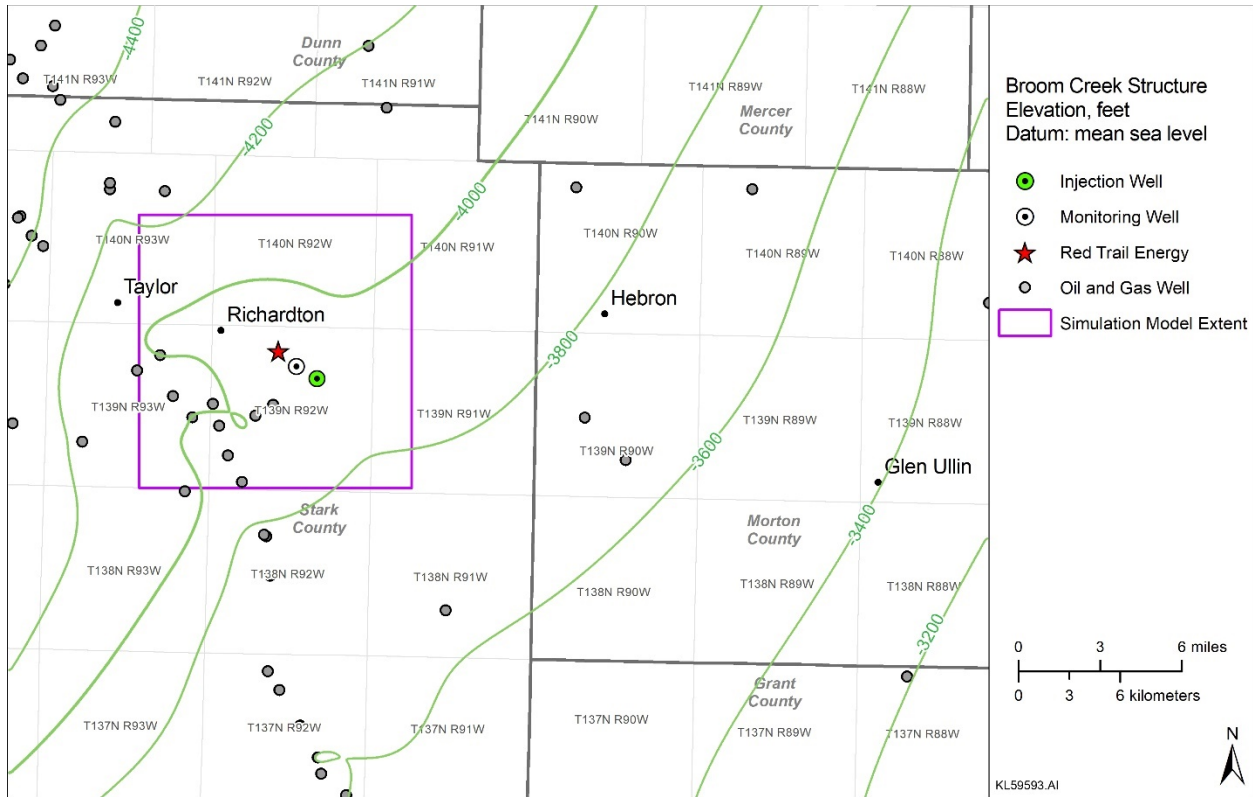 -4400
Dunn
County
T141N R93W
T141N R92W
T141N R91W
T141N R89W
T141N R88W
Mercer
County
T141N R90W
-4200
-4000
T140N R93W
T140N R92W
T140N R91W
T140N R90W
T140N R89W
T140N R88W
Taylor
Richardton
Hebron
-3800
T139N R93W
T139N R92W
T139N R91W
T139N R90W
T139N R89W
T139N R88W
-3600
Glen Ullin
-3400
Stark
County
Morton
County
T138N R93W
T138N R92W
T138N R91W
T138N R90W
T138N R89W
T138N R88W
-3200
Grant
County
T137N R93W
T137N R92W
T137N R91W
T137N R90W
T137N R89W
T137N R88W
Broom Creek Structure
Elevation, feet
Datum: mean sea level
Injection Well
Monitoring Well
Red Trail Energy
Oil and Gas Well
Simulation Model Extent
0 3 6 miles
0 3 6 kilometers
N
KL59593.AI